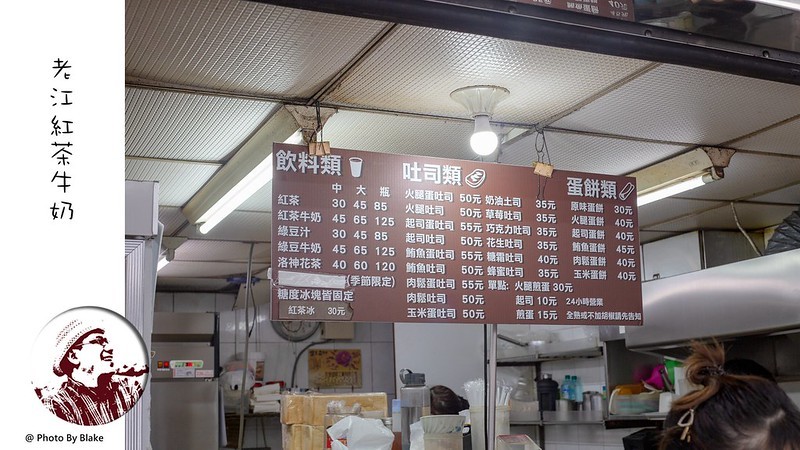 老江紅茶牛奶
@ Photo By Blake
飲料類
中 大 瓶
紅茶 30 45 85
紅茶牛奶 45 65 125
綠豆汁 30 45 85
綠豆牛奶 45 65 125
洛神花茶 40 60 120
(季節限定)
糖度冰塊皆固定
紅茶冰 30元
吐司類
火腿蛋吐司 50元 奶油土司 35元
火腿吐司 50元 草莓吐司 35元
起司蛋吐司 55元 巧克力吐司 35元
起司吐司 50元 花生吐司 35元
鮪魚蛋吐司 55元 糖霜吐司 40元
鮪魚吐司 50元 蜂蜜吐司 35元
肉鬆蛋吐司 55元 單點: 火腿煎蛋 30元
肉鬆吐司 50元 起司 10元
玉米蛋吐司 50元 煎蛋 15元
蛋餅類
原味蛋餅 30元
火腿蛋餅 40元
起司蛋餅 40元
鮪魚蛋餅 45元
肉鬆蛋餅 40元
玉米蛋餅 40元
24小時營業
全熟或不加胡椒請先告知